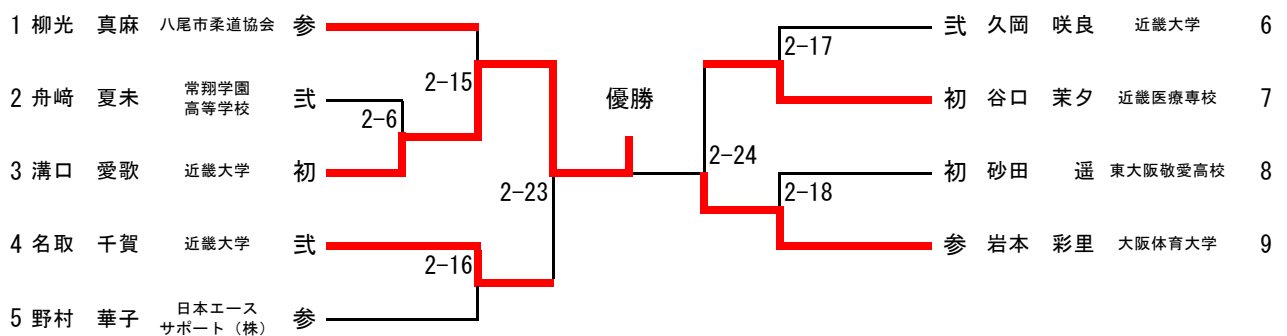 1 柳光 真麻 八尾市柔道協会 参
2 舟﨑 夏未 常翔学園 高等学校 弐
3 溝口 愛歌 近畿大学 初
4 名取 千賀 近畿大学 弐
5 野村 華子 日本エース サポート（株） 参
2-6
2-15
2-16
2-23
優勝
2-24
2-17
2-18
弐 久岡 咲良 近畿大学 6
初 谷口 茉夕 近畿医療専校 7
初 砂田 遥 東大阪敬愛高校 8
参 岩本 彩里 大阪体育大学 9